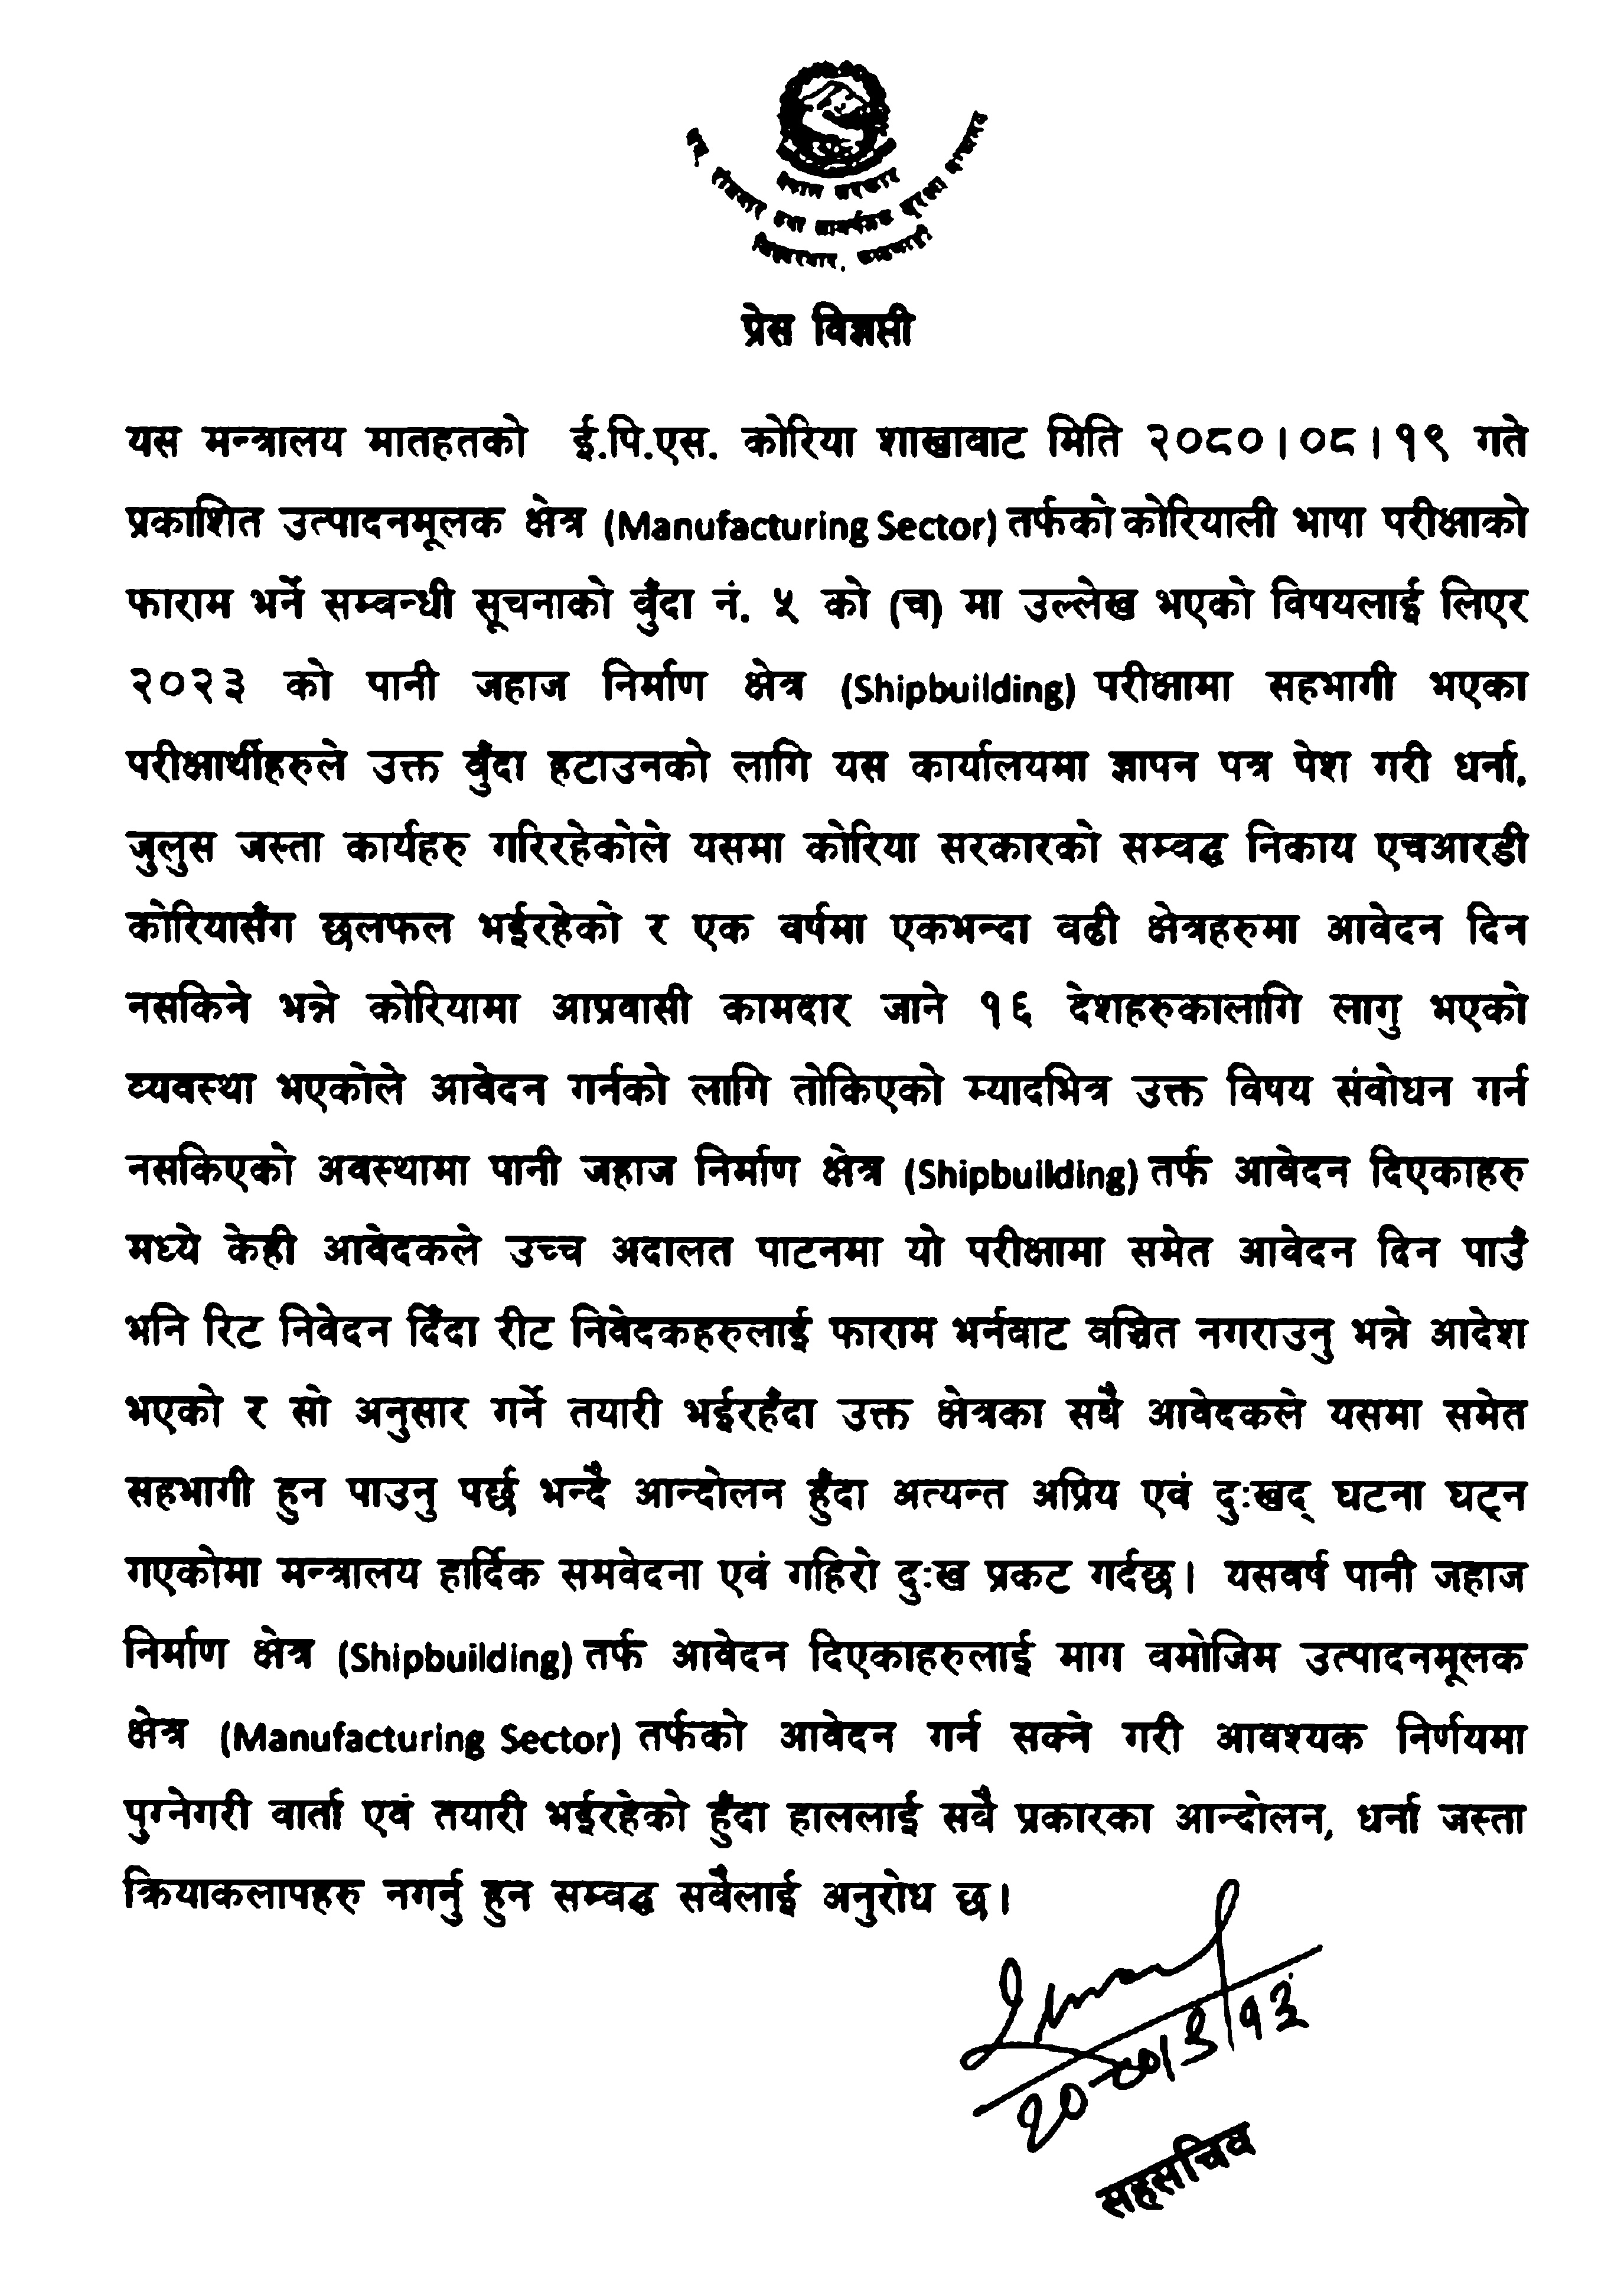 नेपाल सरकार
श्रम, रोजगार तथा सामाजिक सुरक्षा मन्त्रालय
सिंहदरबार, काठमाडौं
प्रेस विज्ञप्ती
यस मन्त्रालय मातहतको ई.पि.एस. कोरिया शाखावाट मिति २०८०।०८।१९ गते
प्रकाशित उत्पादनमूलक क्षेत्र (Manufacturing Sector) तर्फको कोरियाली भाषा परीक्षाको
फाराम भर्ने सम्वन्धी सूचनाको वुँदा नं. ५ को (च) मा उल्लेख भएको विषयलाई लिएर
२०२३ को पानी जहाज निर्माण क्षेत्र (Shipbuilding) परीक्षामा सहभागी भएका
परीक्षार्थीहरुले उक्त वुँदा हटाउनको लागि यस कार्यालयमा ज्ञापन पत्र पेश गरी धर्ना,
जुलुस जस्ता कार्यहरु गरिरहेकोले यसमा कोरिया सरकारको सम्वद्ध निकाय एचआरडी
कोरियासँग छलफल भईरहेको र एक वर्षमा एकभन्दा वढी क्षेत्रहरुमा आवेदन दिन
नसकिने भन्ने कोरियामा आप्रवासी कामदार जाने १६ देशहरुकालागि लागु भएको
व्यवस्था भएकोले आवेदन गर्नको लागि तोकिएको म्यादभित्र उक्त विषय संवोधन गर्न
नसकिएको अवस्थामा पानी जहाज निर्माण क्षेत्र (Shipbuilding) तर्फ आवेदन दिएकाहरु
मध्ये केही आवेदकले उच्च अदालत पाटनमा यो परीक्षामा समेत आवेदन दिन पाउँ
भनि रिट निवेदन दिँदा रीट निवेदकहरुलाई फाराम भर्नवाट वञ्चित नगराउनु भन्ने आदेश
भएको र सो अनुसार गर्ने तयारी भईरहँदा उक्त क्षेत्रका सवै आवेदकले यसमा समेत
सहभागी हुन पाउनु पर्छ भन्दै आन्दोलन हुँदा अत्यन्त अप्रिय एवं दुःखद् घटना घट्न
गएकोमा मन्त्रालय हार्दिक समवेदना एवं गहिरो दुःख प्रकट गर्दछ। यसवर्ष पानी जहाज
निर्माण क्षेत्र (Shipbuilding) तर्फ आवेदन दिएकाहरुलाई माग वमोजिम उत्पादनमूलक
क्षेत्र (Manufacturing Sector) तर्फको आवेदन गर्न सक्ने गरी आवश्यक निर्णयमा
पुग्नेगरी वार्ता एवं तयारी भईरहेको हुँदा हाललाई सवै प्रकारका आन्दोलन, धर्ना जस्ता
क्रियाकलापहरु नगर्नु हुन सम्वद्ध सवैलाई अनुरोध छ।
२०८०/९/१३
सहसचिव